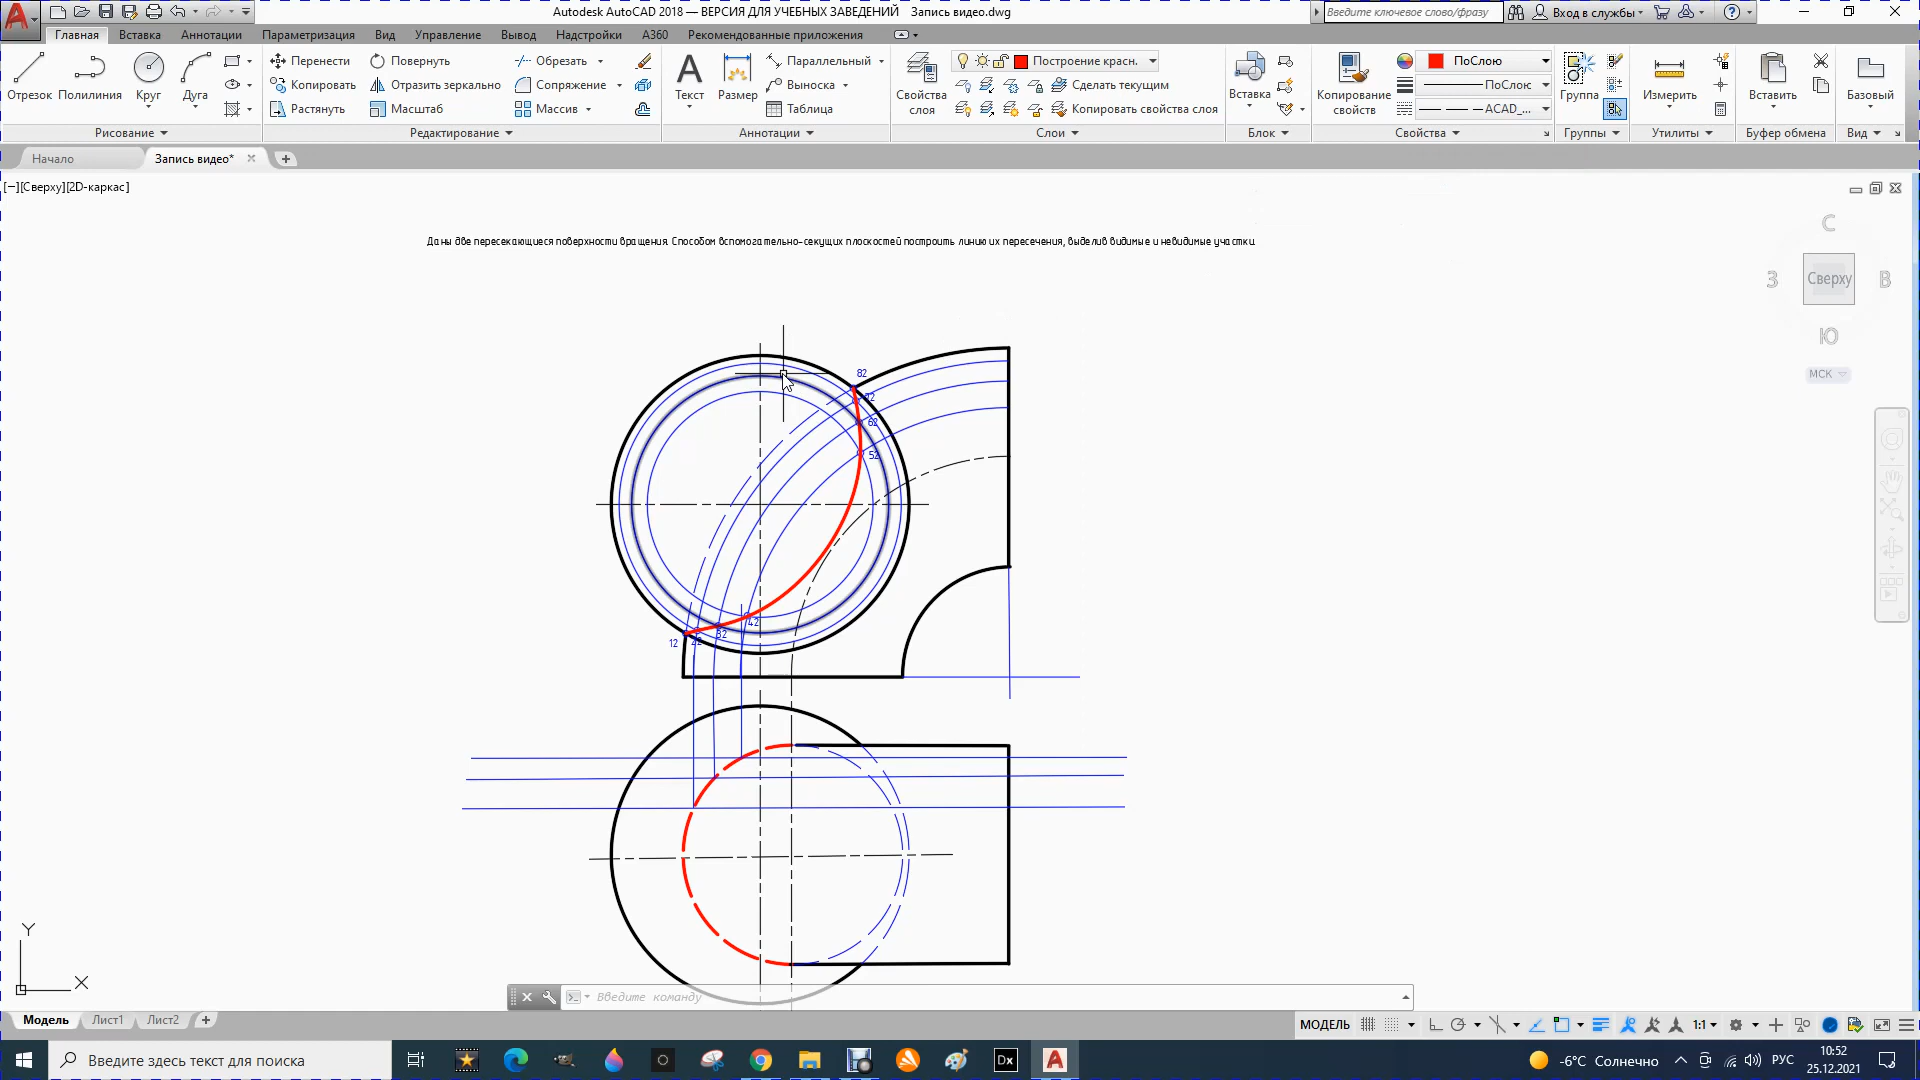 Autodesk AutoCAD 2018 — ВЕРСИЯ ДЛЯ УЧЕБНЫХ ЗАВЕДЕНИЙ Запись видео.dwg
Введите ключевое слово/фразу
Вход в службы
Главная Вставка Аннотации Параметризация Вид Управление Вывод Надстройки A360 Рекомендованные приложения
Отрезок Полилиния Круг Дуга
Рисование
Перенести Повернуть Обрезать
Копировать Отразить зеркально Сопряжение
Растянуть Масштаб Массив
Редактирование
Текст Размер
Параллельный
Выноска
Таблица
Аннотации
Свойства слоя
Построение красн.
Сделать текущим
Копировать свойства слоя
Слои
Вставка
Блок
Копирование свойств
ПоСлою
ПоСлою
ACAD_...
Свойства
Группа
Группы
Измерить
Утилиты
Вставить
Буфер обмена
Базовый
Вид
Начало Запись видео*
[−][Сверху][2D-каркас]
Даны две пересекающиеся поверхности вращения. Способом вспомогательно-секущих плоскостей построить линию их пересечения, выделив видимые и невидимые участки.
С
З Сверху В
Ю
МСК
82
72
62
52
42
32
12
Y
X
Введите команду
Модель Лист1 Лист2
МОДЕЛЬ
1:1
Введите здесь текст для поиска
Dx
-6°C Солнечно
РУС
10:52
25.12.2021